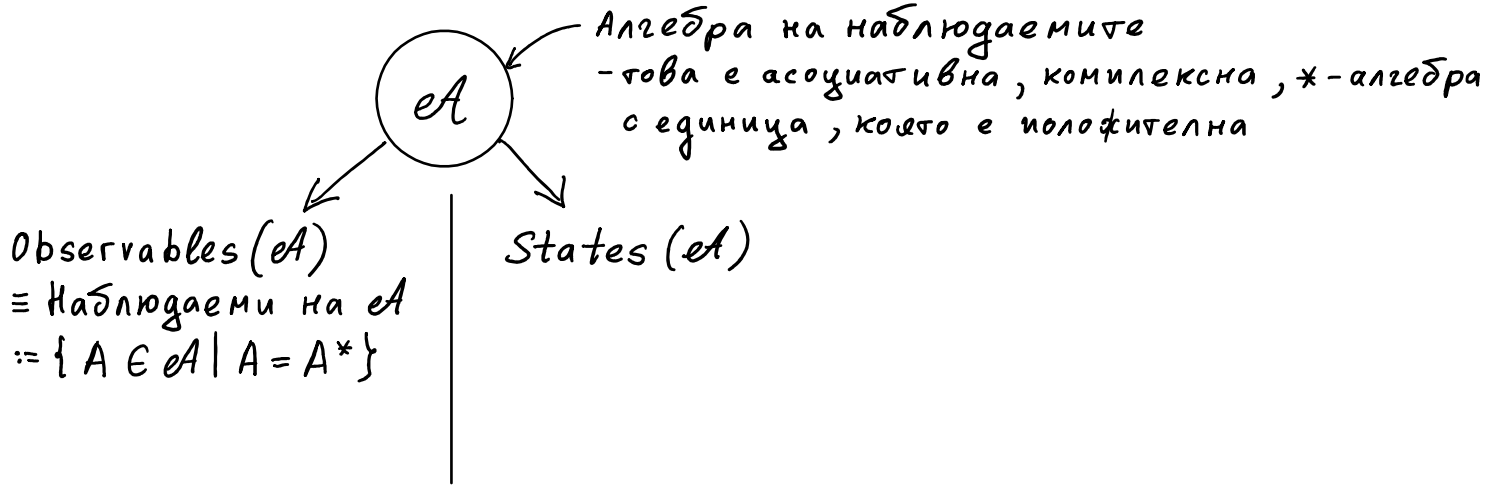 Алгебра на наблюдаемите
- това е асоциативна, комплексна, *-алгебра
с единица, която е положителна
𝒜
Observables(𝒜)
≡ Наблюдаеми на 𝒜
:= { A ∈ 𝒜 | A = A* }
States (𝒜)